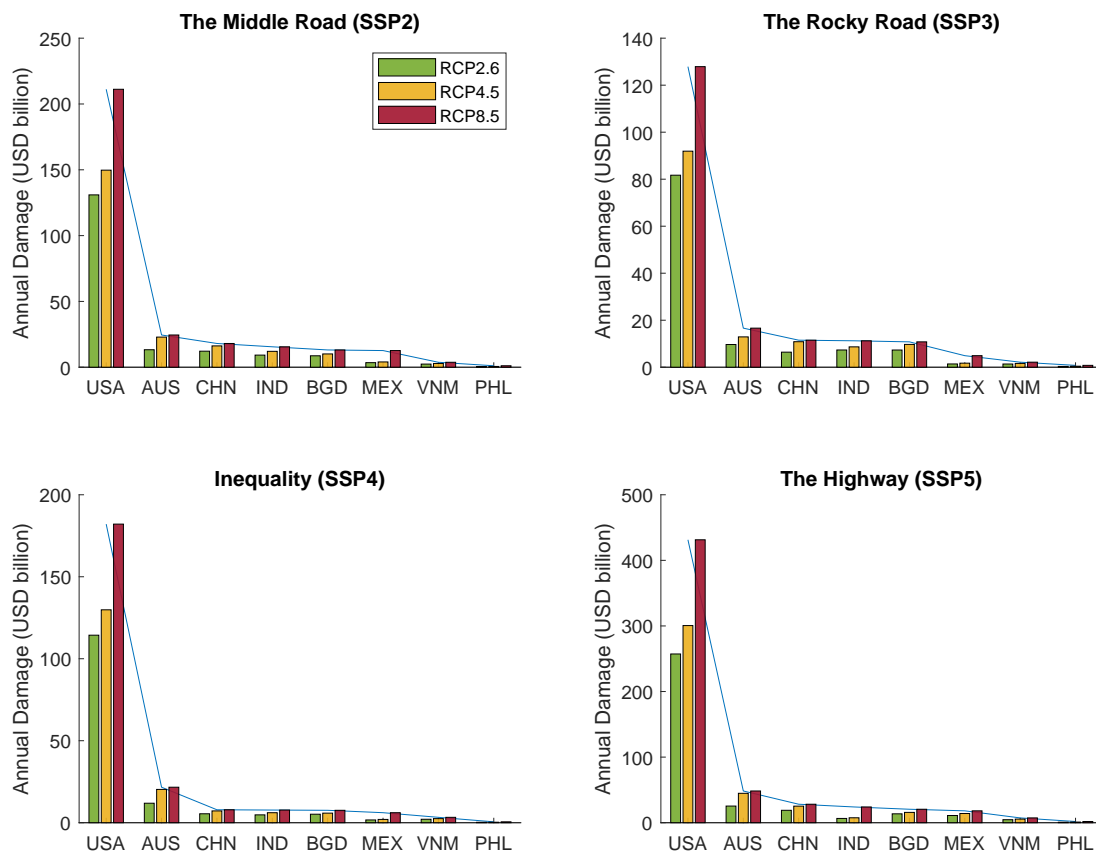 The Middle Road (SSP2)
250
200
150
100
50
0
Annual Damage (USD billion)
RCP2.6
RCP4.5
RCP8.5
USA AUS CHN IND BGD MEX VNM PHL
The Rocky Road (SSP3)
140
120
100
80
60
40
20
0
Annual Damage (USD billion)
USA AUS CHN IND BGD MEX VNM PHL
Inequality (SSP4)
200
150
100
50
0
Annual Damage (USD billion)
USA AUS CHN IND BGD MEX VNM PHL
The Highway (SSP5)
500
400
300
200
100
0
Annual Damage (USD billion)
USA AUS CHN IND BGD MEX VNM PHL